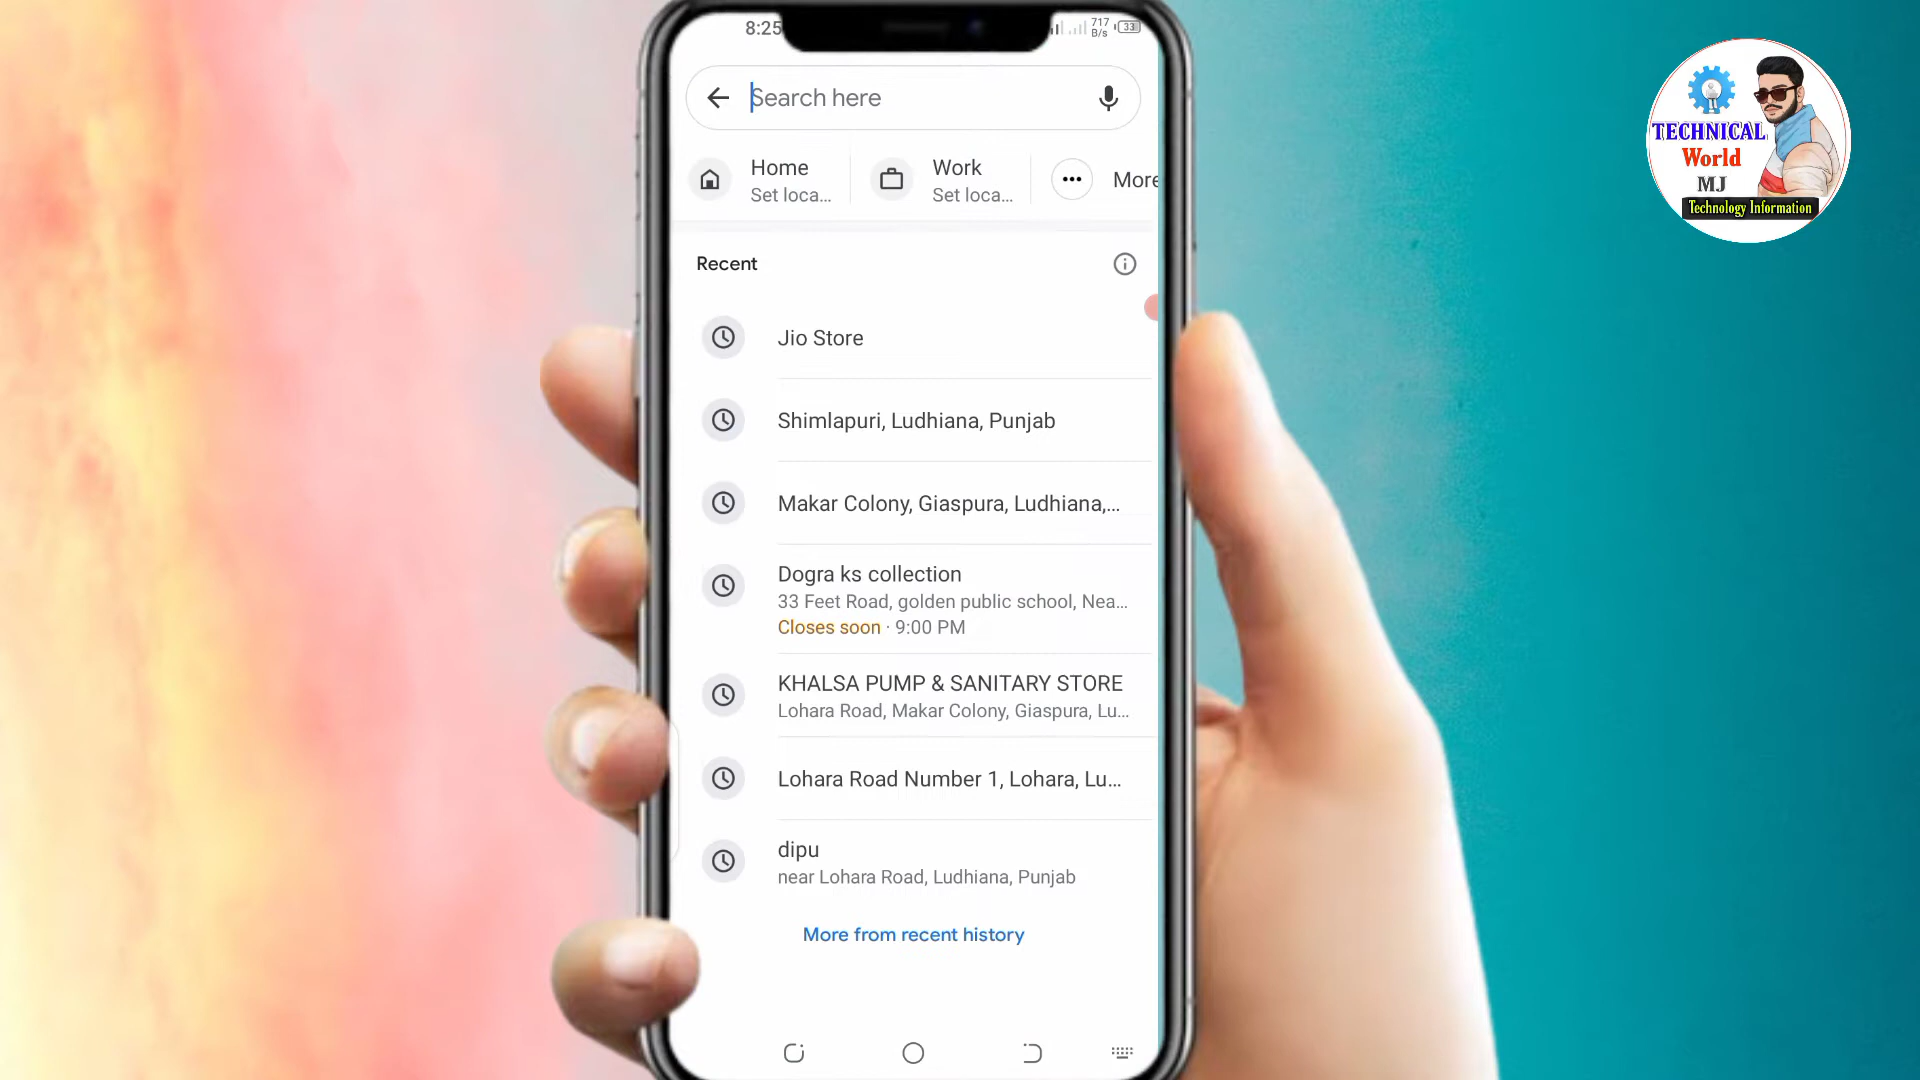 8:25
717
B/s
33
Search here
Home
Set loca...
Work
Set loca...
More
Recent
Jio Store
Shimlapuri, Ludhiana, Punjab
Makar Colony, Giaspura, Ludhiana,...
Dogra ks collection
33 Feet Road, golden public school, Nea...
Closes soon · 9:00 PM
KHALSA PUMP & SANITARY STORE
Lohara Road, Makar Colony, Giaspura, Lu...
Lohara Road Number 1, Lohara, Lu...
dipu
near Lohara Road, Ludhiana, Punjab
More from recent history
TECHNICAL
World
MJ
Technology Information